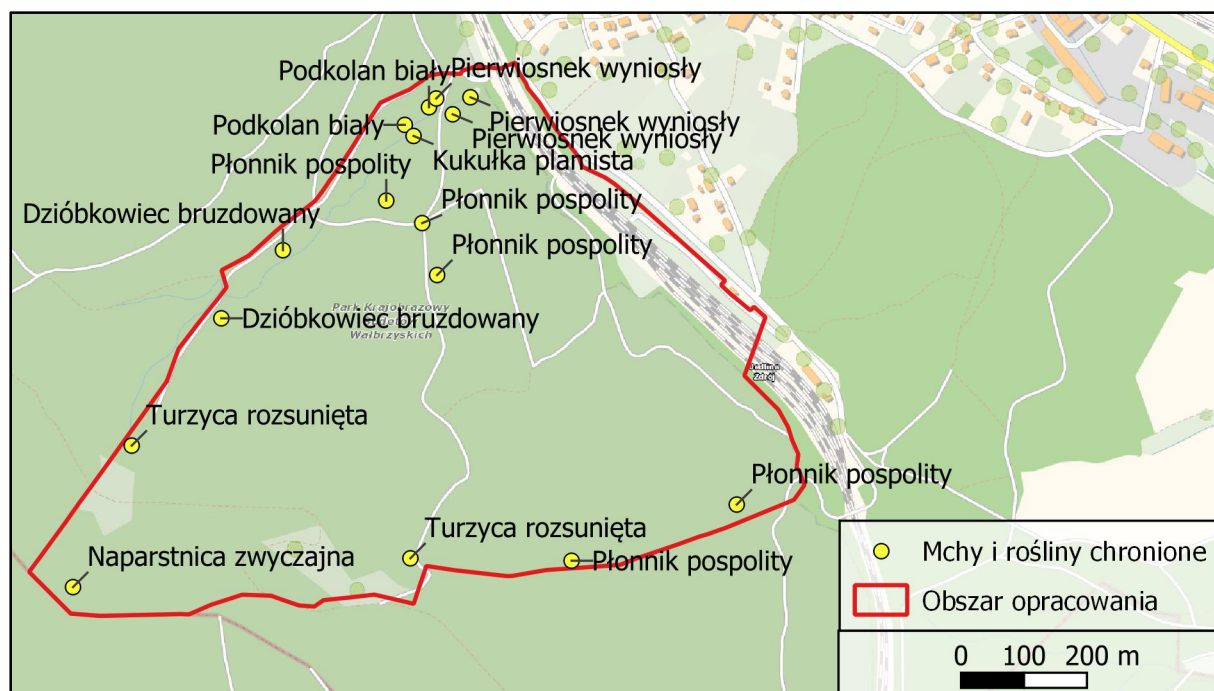 Podkolan biały
Pierwiosnek wyniosły
Podkolan biały
Pierwiosnek wyniosły
Pierwiosnek wyniosły
Kukułka plamista
Płonnik pospolity
Płonnik pospolity
Dzióbkowiec bruzdowany
Płonnik pospolity
Park Krajobrazowy
Wałbrzyskich
Dzióbkowiec bruzdowany
Jedlina
Zdrój
Turzyca rozsunięta
Płonnik pospolity
Turzyca rozsunięta
Naparstnica zwyczajna
Płonnik pospolity
Mchy i rośliny chronione
Obszar opracowania
0 100 200 m